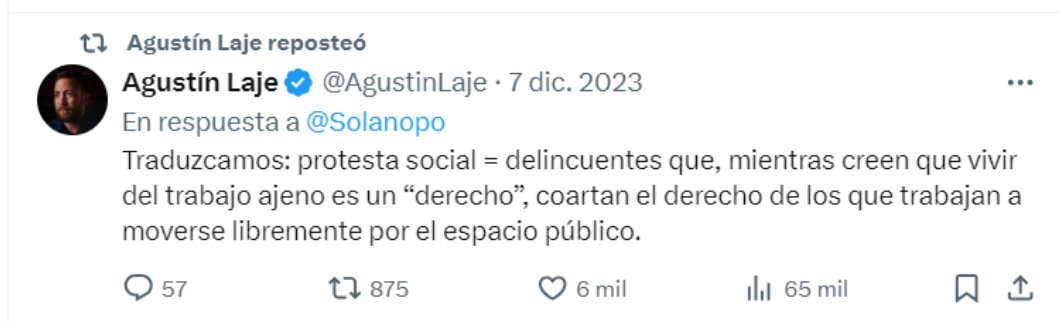 Agustín Laje reposteó
Agustín Laje @AgustinLaje · 7 dic. 2023
En respuesta a @Solanopo
Traduzcamos: protesta social = delincuentes que, mientras creen que vivir
del trabajo ajeno es un “derecho”, coartan el derecho de los que trabajan a
moverse libremente por el espacio público.
57 875 6 mil 65 mil